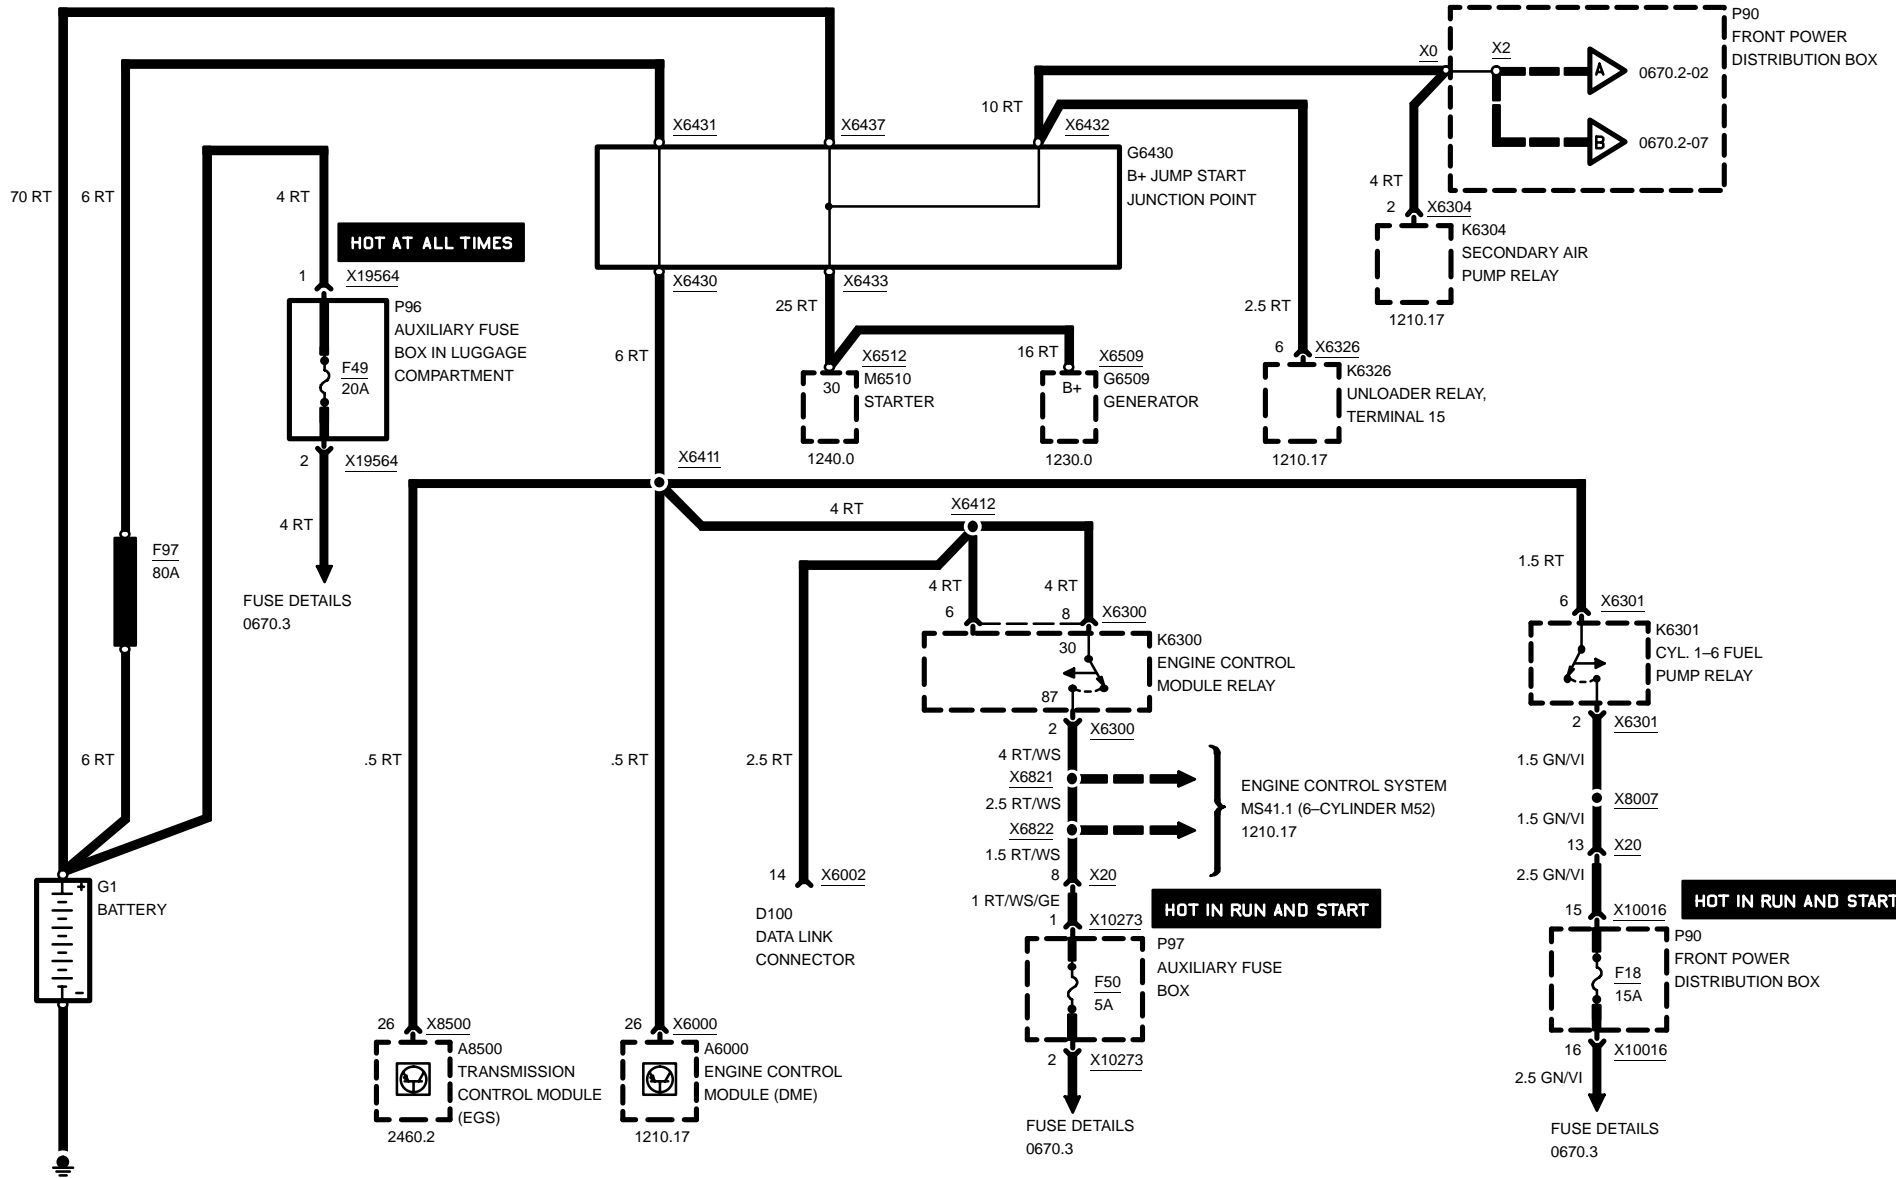 P90
FRONT POWER
DISTRIBUTION BOX
X0
X2
A
0670.2-02
B
0670.2-07
10 RT
X6431
X6437
X6432
G6430
B+ JUMP START
JUNCTION POINT
4 RT
2
X6304
K6304
SECONDARY AIR
PUMP RELAY
1210.17
70 RT
6 RT
4 RT
HOT AT ALL TIMES
1
X19564
P96
AUXILIARY FUSE
BOX IN LUGGAGE
COMPARTMENT
F49
20A
2
X19564
4 RT
FUSE DETAILS
0670.3
X6430
X6433
25 RT
6 RT
X6512
30
M6510
STARTER
1240.0
16 RT
X6509
B+
G6509
GENERATOR
1230.0
2.5 RT
6
X6326
K6326
UNLOADER RELAY,
TERMINAL 15
1210.17
X6411
4 RT
X6412
F97
80A
6 RT
4 RT
4 RT
6
8
X6300
30
87
K6300
ENGINE CONTROL
MODULE RELAY
2
X6300
1.5 RT
6
X6301
K6301
CYL. 1–6 FUEL
PUMP RELAY
2
X6301
.5 RT
.5 RT
2.5 RT
4 RT/WS
X6821
2.5 RT/WS
X6822
1.5 RT/WS
8
X20
1 RT/WS/GE
1
X10273
ENGINE CONTROL SYSTEM
MS41.1 (6–CYLINDER M52)
1210.17
1.5 GN/VI
X8007
1.5 GN/VI
13
X20
2.5 GN/VI
15
X10016
HOT IN RUN AND START
HOT IN RUN AND START
14
X6002
D100
DATA LINK
CONNECTOR
+
G1
BATTERY
–
P97
AUXILIARY FUSE
BOX
F50
5A
2
X10273
FUSE DETAILS
0670.3
P90
FRONT POWER
DISTRIBUTION BOX
F18
15A
16
X10016
2.5 GN/VI
FUSE DETAILS
0670.3
26
X8500
A8500
TRANSMISSION
CONTROL MODULE
(EGS)
2460.2
26
X6000
A6000
ENGINE CONTROL
MODULE (DME)
1210.17